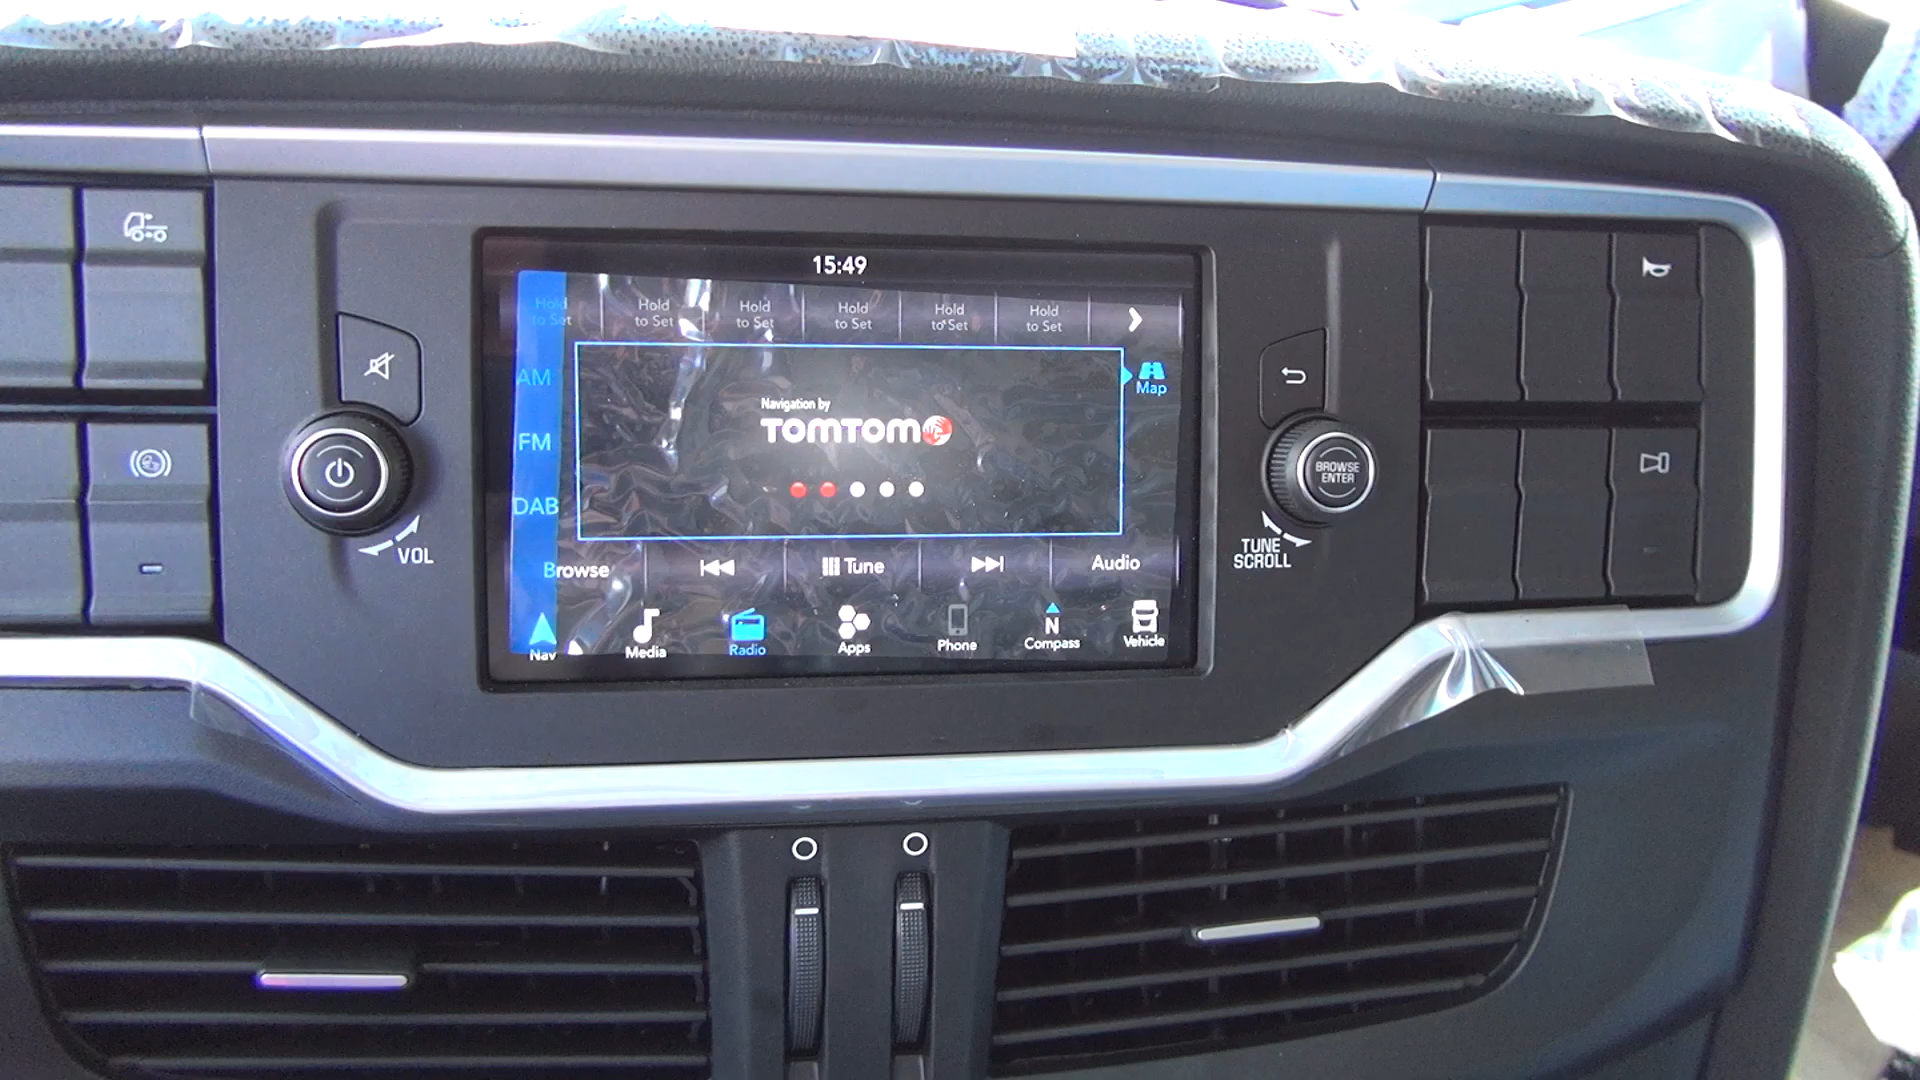 15:49
Hold to Set
Hold to Set
Hold to Set
Hold to Set
Hold to Set
Hold to Set
AM
Map
Navigation by
TOMTOM
FM
DAB
BROWSE
ENTER
VOL
TUNE
SCROLL
Browse
Tune
Audio
Nav
Media
Radio
Apps
Phone
N
Compass
Vehicle